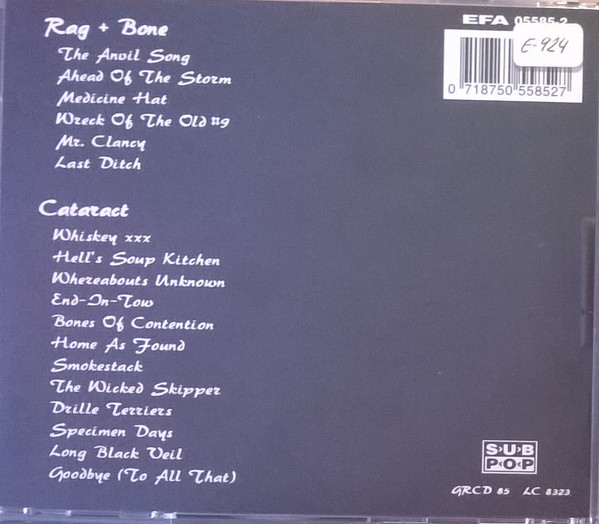 Rag + Bone
The Anvil Song
Ahead Of The Storm
Medicine Hat
Wreck Of The Old #9
Mr. Clancy
Last Ditch
Cataract
Whiskey xxx
Hell's Soup Kitchen
Whereabouts Unknown
End-In-Tow
Bones Of Contention
Home As Found
Smokestack
The Wicked Skipper
Drille Terriers
Specimen Days
Long Black Veil
Goodbye (To All That)
EFA 05585-2
E-924
0 718750 558527
SUB
POP
GRCD 85 LC 8323